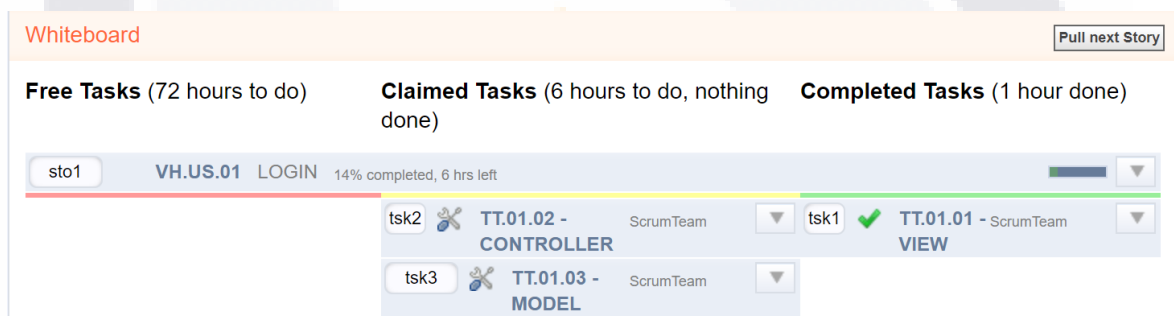 Whiteboard
Pull next Story
Free Tasks (72 hours to do)
Claimed Tasks (6 hours to do, nothing
done)
Completed Tasks (1 hour done)
sto1 VH.US.01 LOGIN 14% completed, 6 hrs left
tsk2 TT.01.02 - ScrumTeam
CONTROLLER
tsk1 TT.01.01 - ScrumTeam
VIEW
tsk3 TT.01.03 - ScrumTeam
MODEL